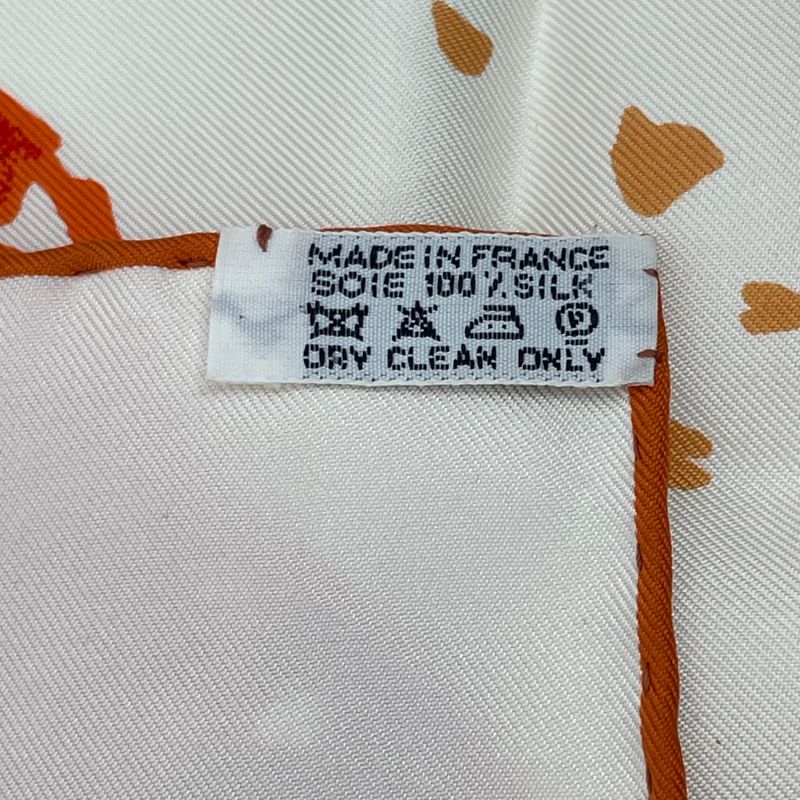 MADE IN FRANCE
SOIE 100% SILK
P
DRY CLEAN ONLY